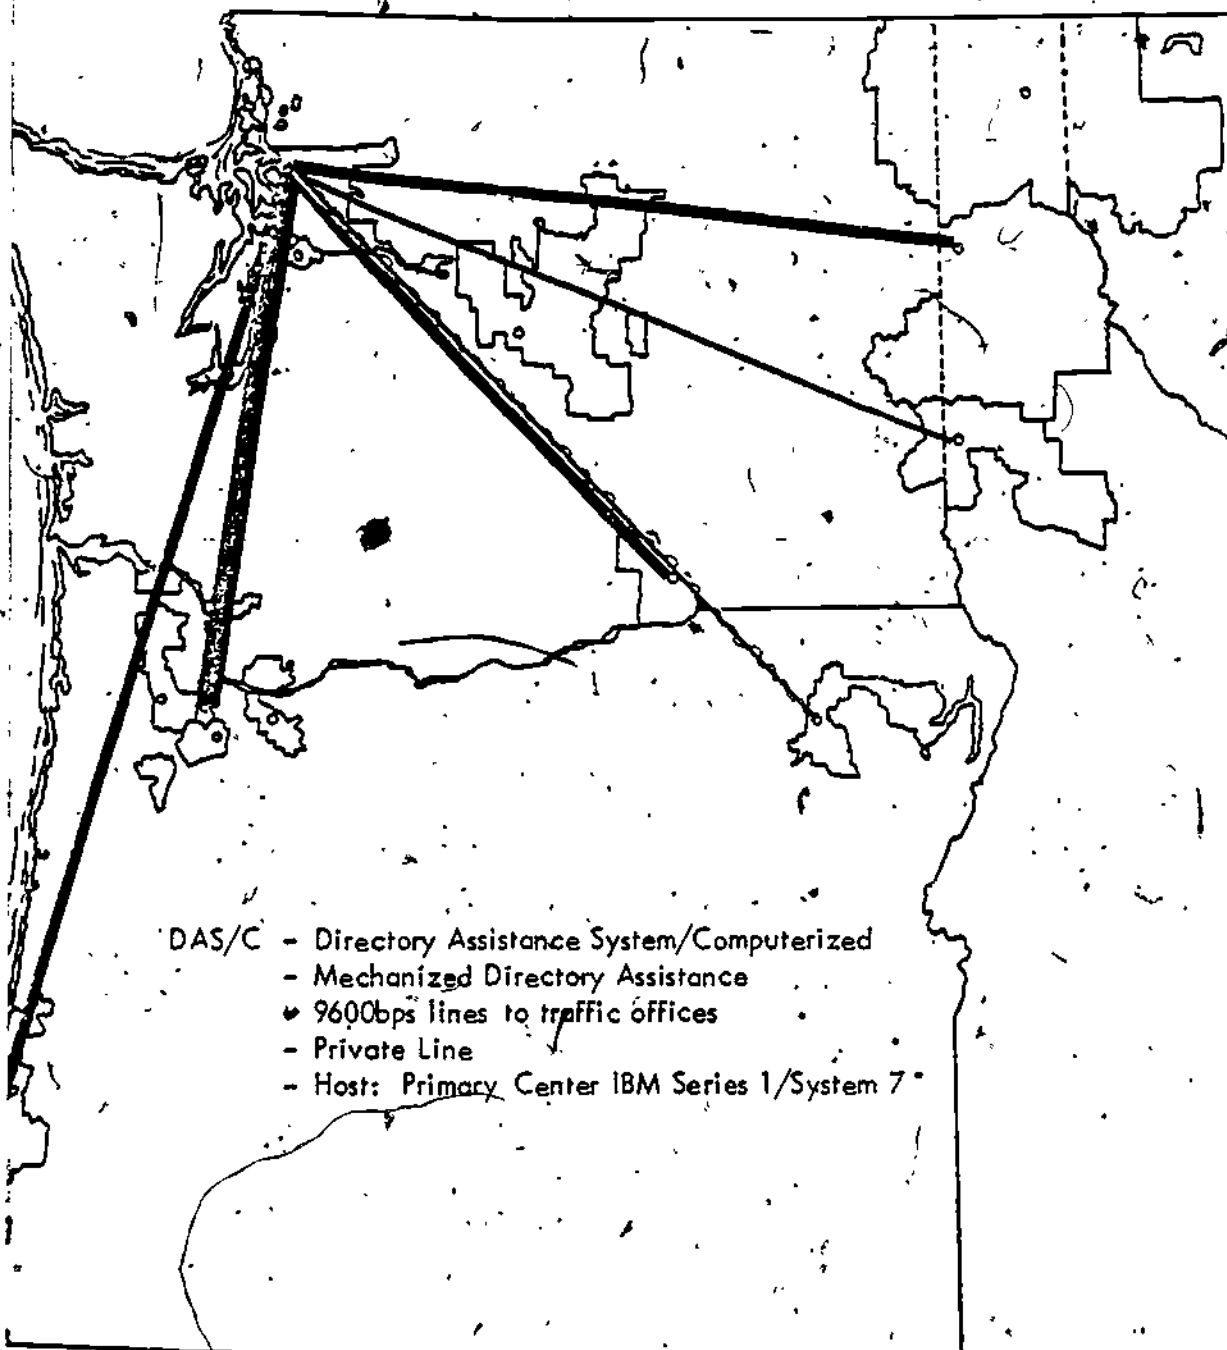 DAS/C - Directory Assistance System/Computerized
- Mechanized Directory Assistance
- 9600bps lines to traffic offices
- Private Line
- Host: Primary Center IBM Series 1/System 7